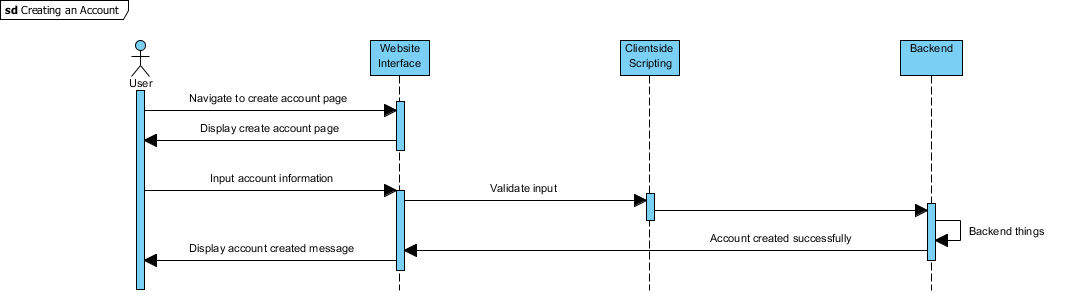 sd Creating an Account
Website
Interface
Clientside
Scripting
Backend
User
Navigate to create account page
Display create account page
Input account information
Validate input
Backend things
Account created successfully
Display account created message